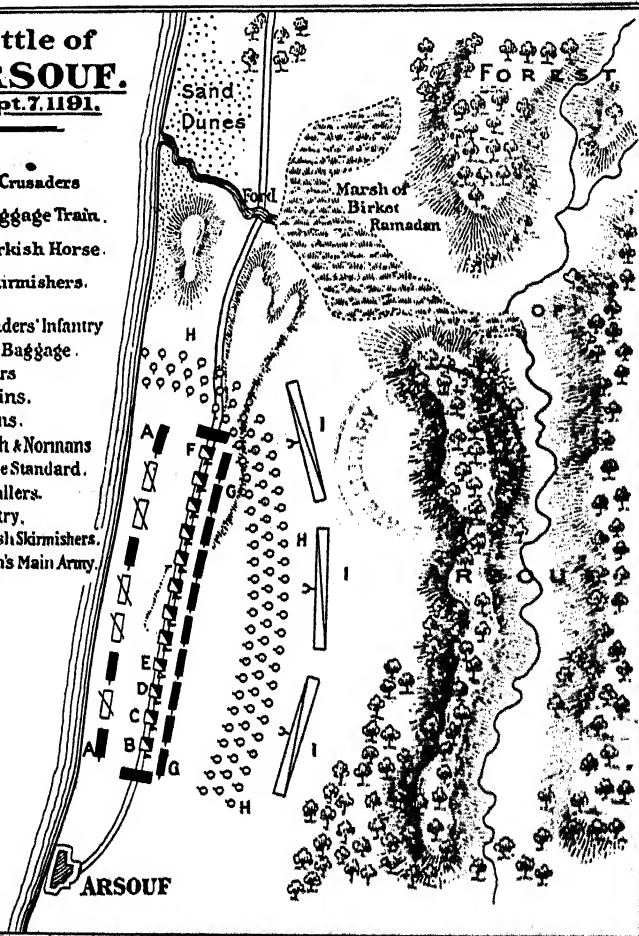 ttle of
RSOUF.
pt.7.1191.
Crusaders
ggage Train.
rkish Horse.
irmishers.
ders' Infantry
Baggage.
rs
ins.
ns.
h & Normans
e Standard.
allers.
try.
sh Skirmishers.
n's Main Army.
Sand
Dunes
Ford
Marsh of
Birket
Ramadan
FOREST
OF
ARSOUF
H
A
F
G
I
H
I
E
D
C
B
A
G
I
H
ARSOUF